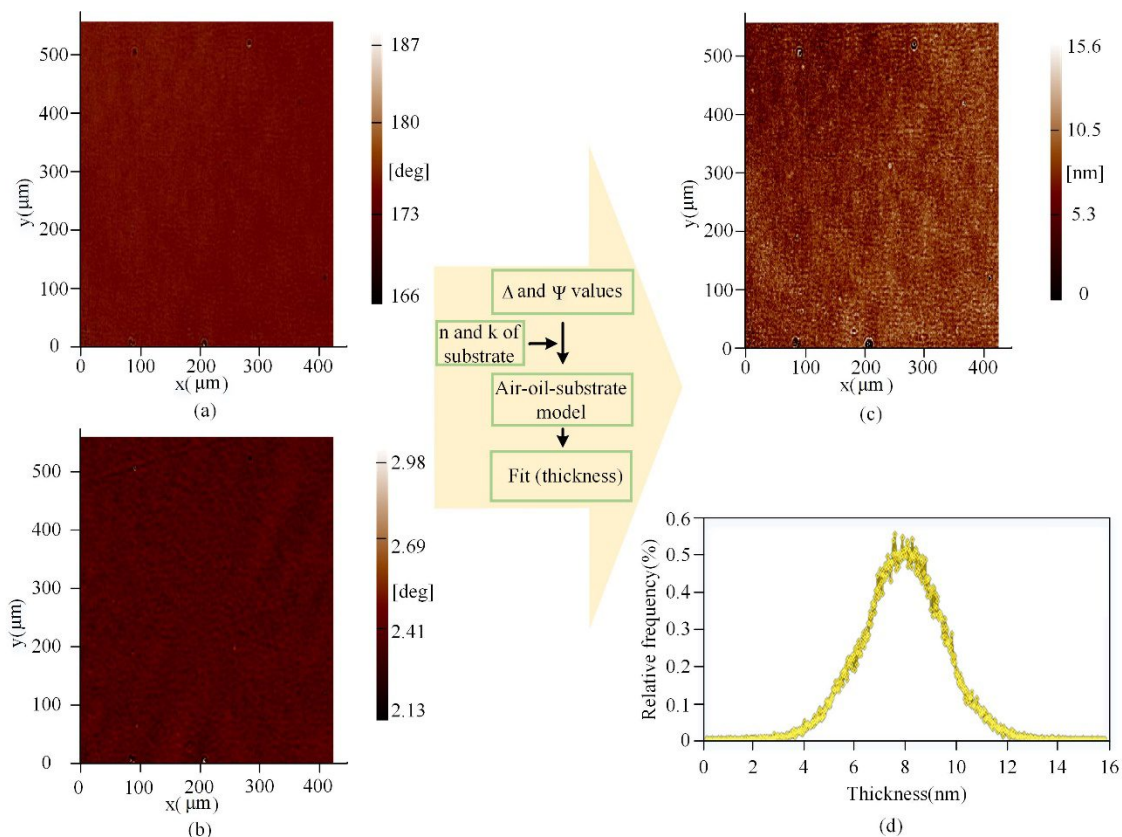 500
400
300
200
100
0
y(μm)
0
100
200
300
400
x( μm)
(a)
187
180
[deg]
173
166
500
400
300
200
100
0
y(μm)
0
100
200
300
400
x( μm)
(b)
2.98
2.69
[deg]
2.41
2.13
Δ and Ψ values
n and k of
substrate
Air-oil-substrate
model
Fit (thickness)
500
400
300
200
100
0
y(μm)
0
100
200
300
400
x( μm)
(c)
15.6
10.5
[nm]
5.3
0
0.6
0.5
0.4
0.3
0.2
0.1
0
Relative frequency(%)
0
2
4
6
8
10
12
14
16
Thickness(nm)
(d)